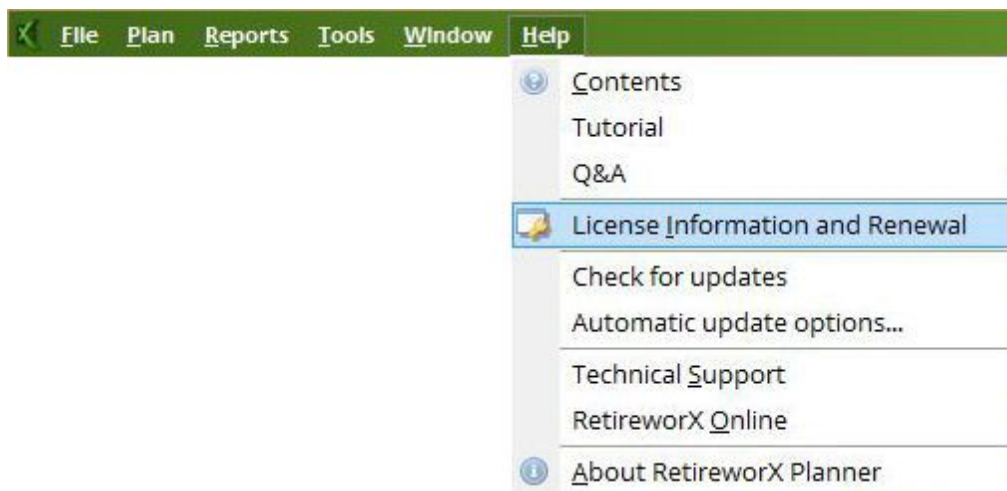 File Plan Reports Tools Window Help
Contents
Tutorial
Q&A
License Information and Renewal
Check for updates
Automatic update options...
Technical Support
RetireworX Online
About RetireworX Planner